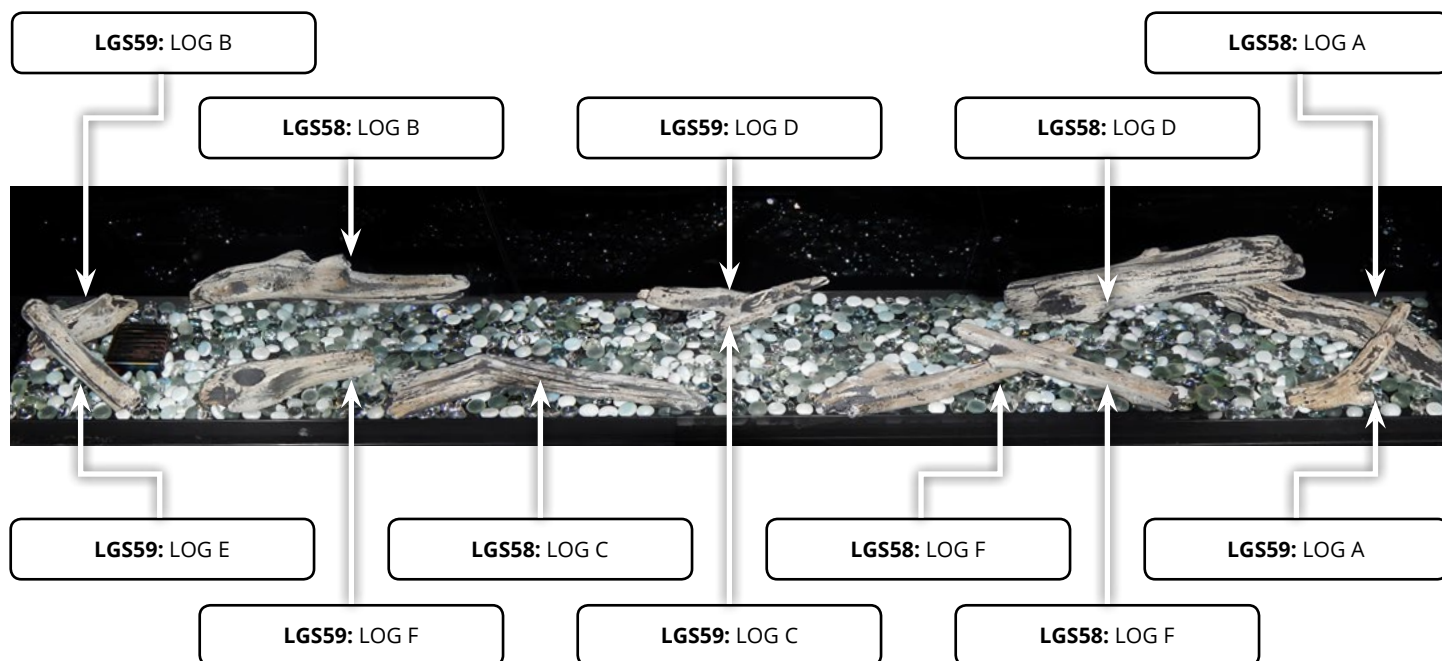 LGS59: LOG B
LGS58: LOG A
LGS58: LOG B
LGS59: LOG D
LGS58: LOG D
LGS59: LOG E
LGS58: LOG C
LGS58: LOG F
LGS59: LOG A
LGS59: LOG F
LGS59: LOG C
LGS58: LOG F